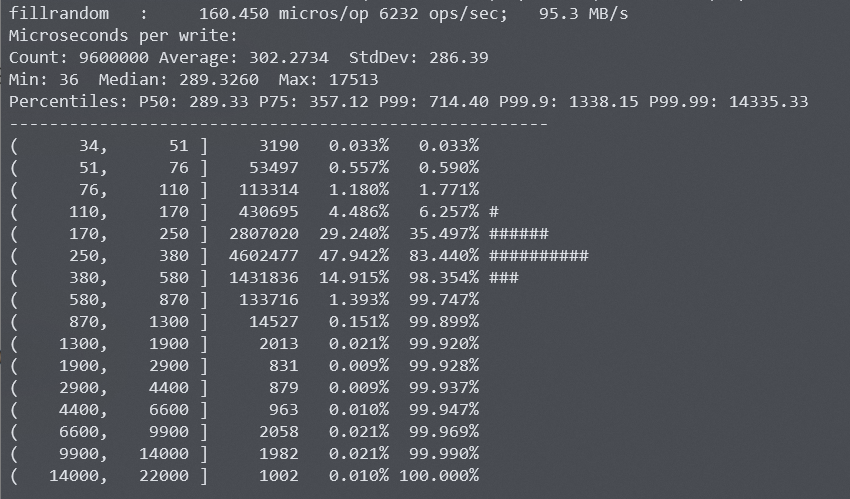 fillrandom   :     160.450 micros/op 6232 ops/sec;   95.3 MB/s
Microseconds per write:
Count: 9600000 Average: 302.2734  StdDev: 286.39
Min: 36  Median: 289.3260  Max: 17513
Percentiles: P50: 289.33 P75: 357.12 P99: 714.40 P99.9: 1338.15 P99.99: 14335.33
------------------------------------------------------
(      34,      51 ]     3190   0.033%   0.033%
(      51,      76 ]    53497   0.557%   0.590%
(      76,     110 ]   113314   1.180%   1.771%
(     110,     170 ]   430695   4.486%   6.257% #
(     170,     250 ]  2807020  29.240%  35.497% ######
(     250,     380 ]  4602477  47.942%  83.440% ##########
(     380,     580 ]  1431836  14.915%  98.354% ###
(     580,     870 ]   133716   1.393%  99.747%
(     870,    1300 ]    14527   0.151%  99.899%
(    1300,    1900 ]     2013   0.021%  99.920%
(    1900,    2900 ]      831   0.009%  99.928%
(    2900,    4400 ]      879   0.009%  99.937%
(    4400,    6600 ]      963   0.010%  99.947%
(    6600,    9900 ]     2058   0.021%  99.969%
(    9900,   14000 ]     1982   0.021%  99.990%
(   14000,   22000 ]     1002   0.010% 100.000%